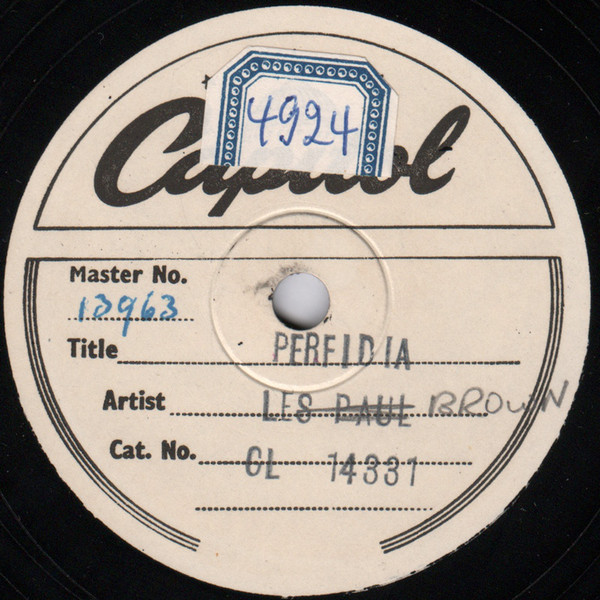 4924
Capitol
Master No.
13963
Title PERFIDIA
Artist LES PAUL BROWN
Cat. No. CL 14331